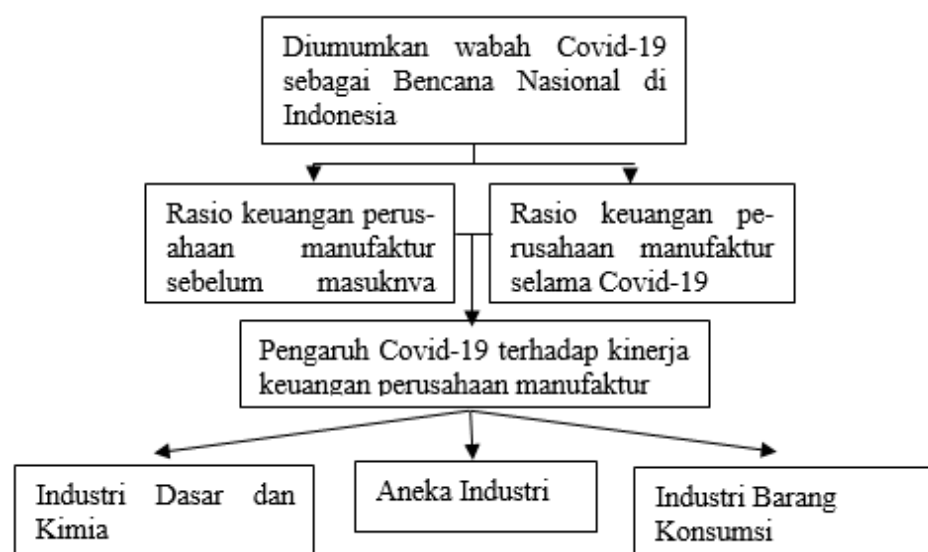 Diumumkan wabah Covid-19
sebagai Bencana Nasional di
Indonesia
Rasio keuangan perus-
ahaan manufaktur
sebelum masuknya
Rasio keuangan pe-
rusahaan manufaktur
selama Covid-19
Pengaruh Covid-19 terhadap kinerja
keuangan perusahaan manufaktur
Industri Dasar dan
Kimia
Aneka Industri
Industri Barang
Konsumsi